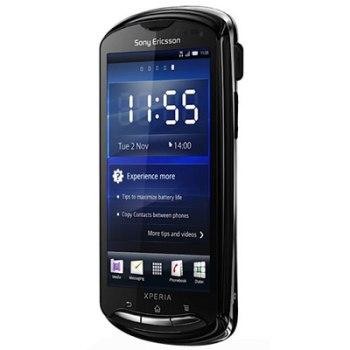 Sony Ericsson
11:55
Tue 2 Nov
14:00
Experience more
Tips to maximize battery life
Copy Contacts between phones
More tips and videos >
Media
Messaging
Phonebook
Dialer
XPERIA